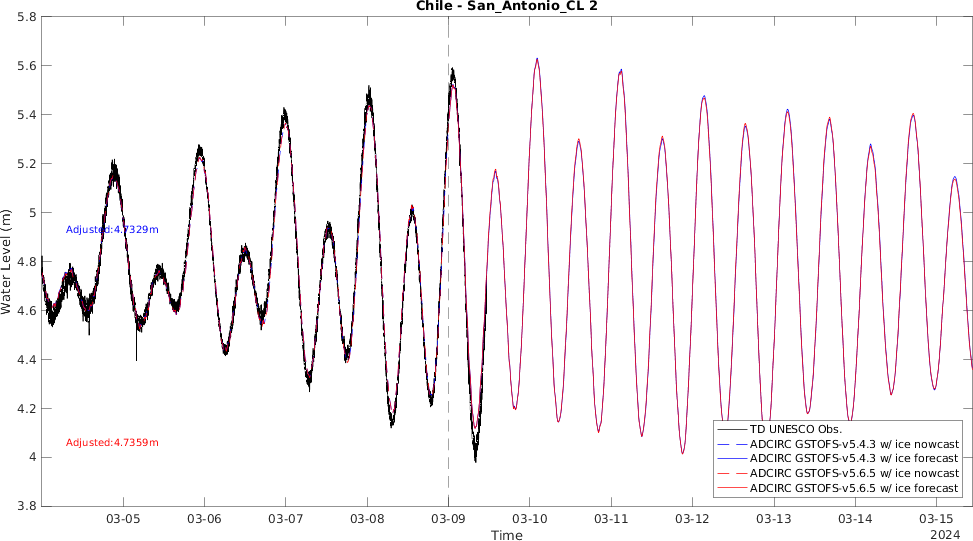 Chile - San_Antonio_CL 2
5.8
5.6
5.4
5.2
5
4.8
4.6
4.4
4.2
4
3.8
Water Level (m)
Adjusted:4.7329m
Adjusted:4.7359m
TD UNESCO Obs.
ADCIRC GSTOFS-v5.4.3 w/ ice nowcast
ADCIRC GSTOFS-v5.4.3 w/ ice forecast
ADCIRC GSTOFS-v5.6.5 w/ ice nowcast
ADCIRC GSTOFS-v5.6.5 w/ ice forecast
03-05 03-06 03-07 03-08 03-09 03-10 03-11 03-12 03-13 03-14 03-15
2024
Time